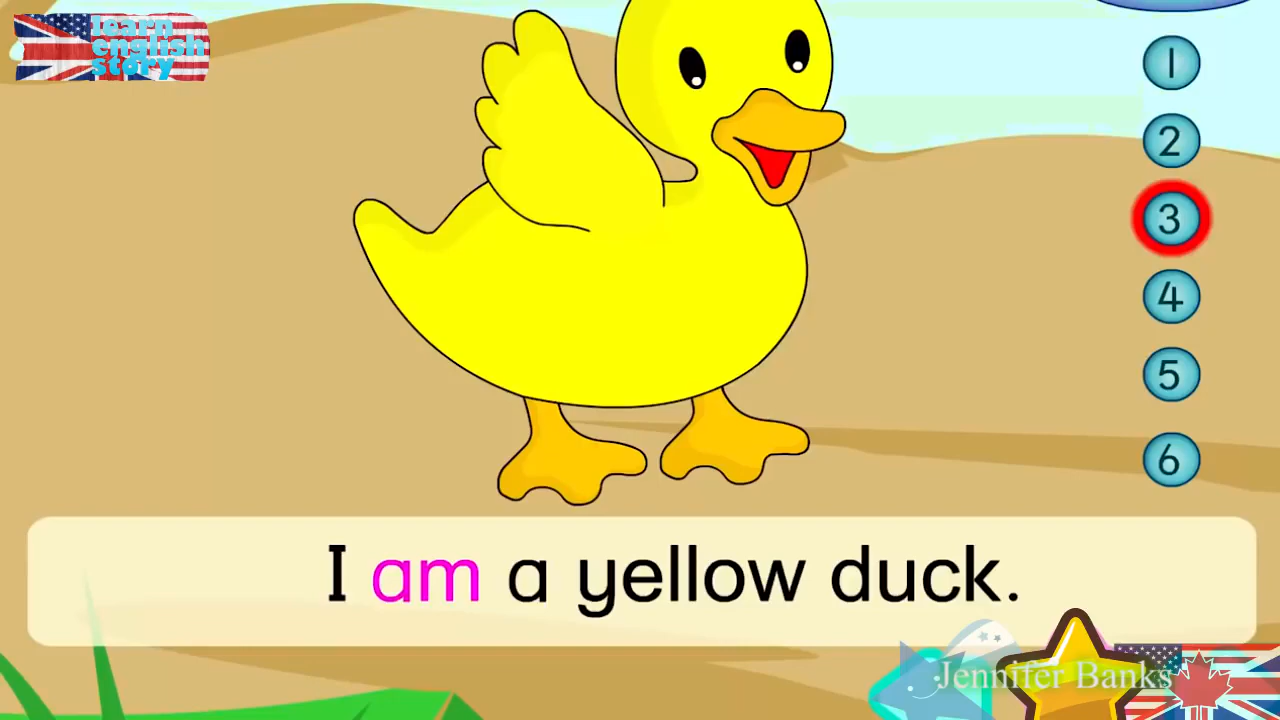 learn
english
story
1
2
3
4
5
6
I am a yellow duck.
Jennifer Banks